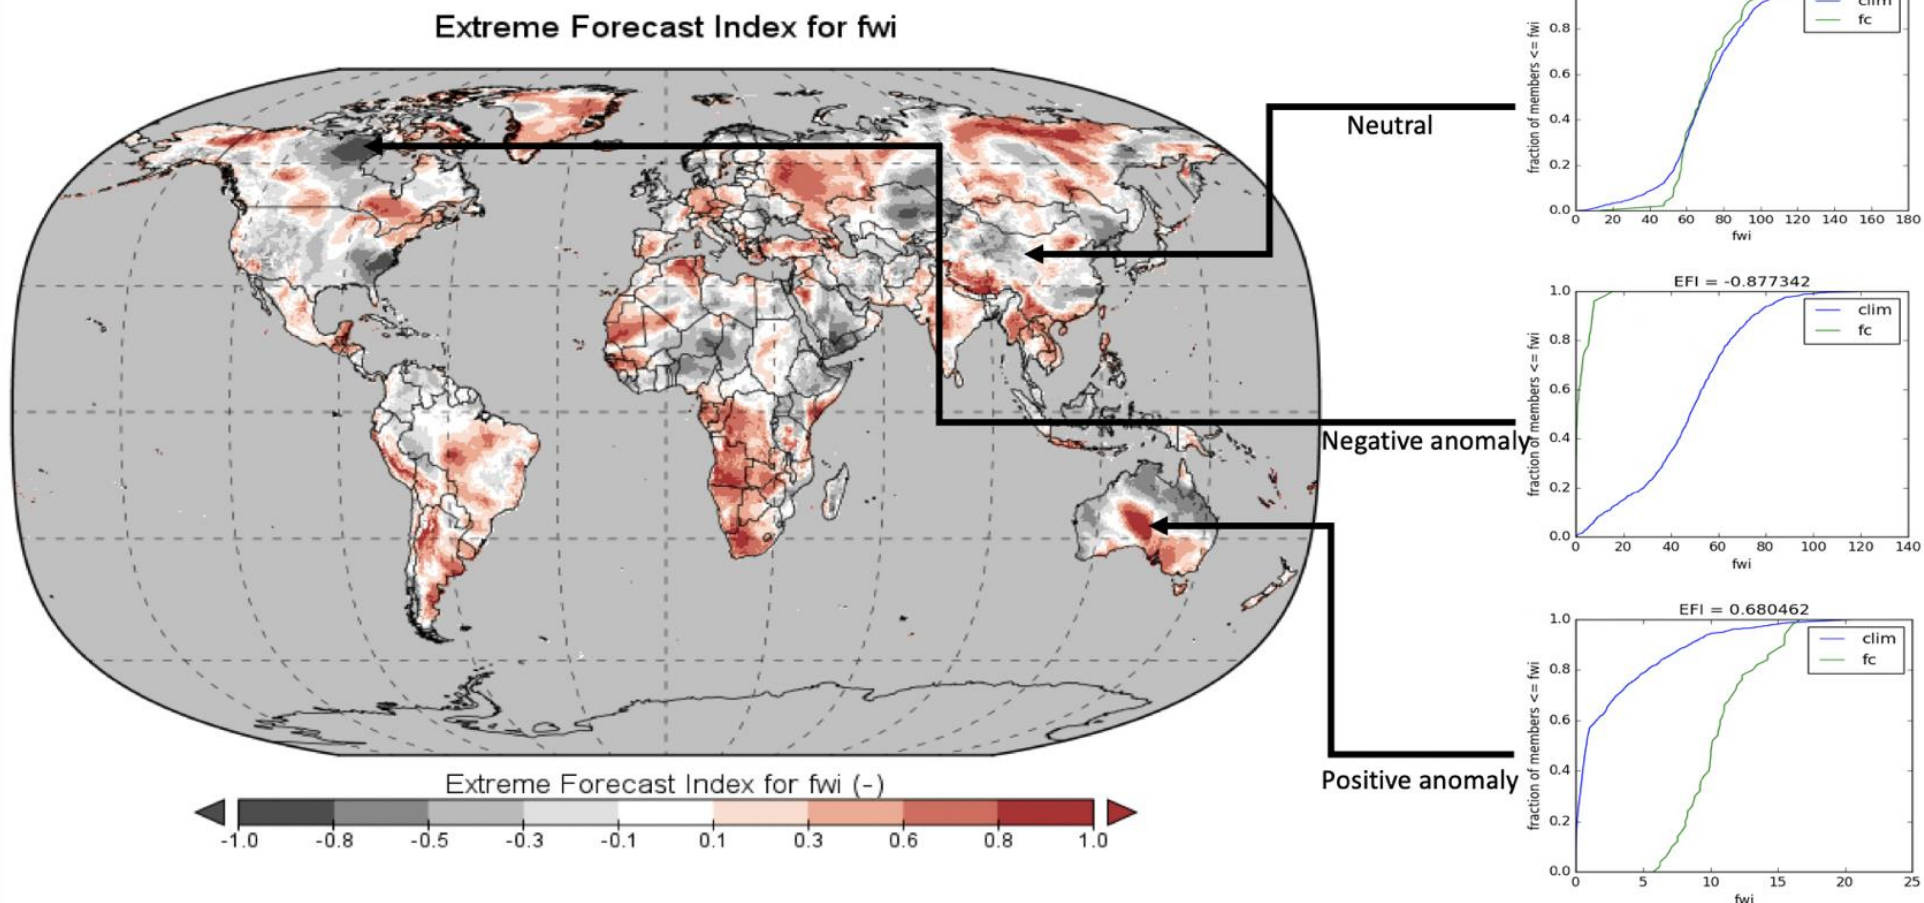 Extreme Forecast Index for fwi
Neutral
Negative anomaly
Positive anomaly
Extreme Forecast Index for fwi (-)
-1.0 -0.8 -0.5 -0.3 -0.1 0.1 0.3 0.6 0.8 1.0
clim
fc
fraction of members <= fwi
0.8
0.6
0.4
0.2
0.0
0 20 40 60 80 100 120 140 160 180
fwi
EFI = -0.877342
clim
fc
fraction of members <= fwi
1.0
0.8
0.6
0.4
0.2
0.0
0 20 40 60 80 100 120 140
fwi
EFI = 0.680462
clim
fc
fraction of members <= fwi
1.0
0.8
0.6
0.4
0.2
0.0
0 5 10 15 20 25
fwi